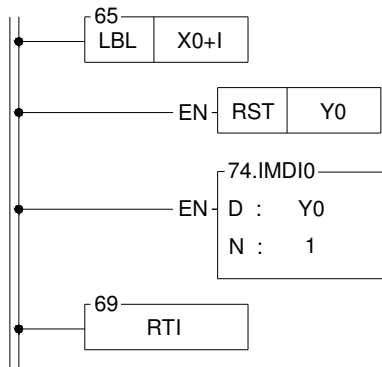 65
LBL X0+I
EN RST Y0
74.IMDI0
EN D : Y0
N : 1
69
RTI